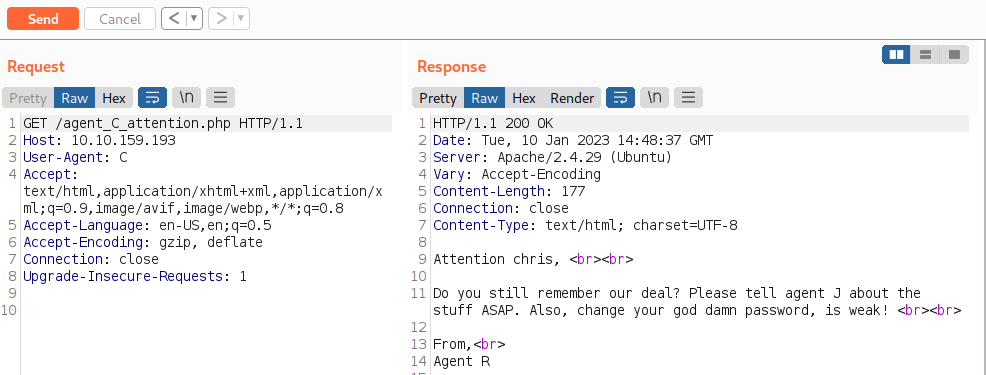 Send Cancel < ▼ > ▼
Request
Pretty Raw Hex \n
1 GET /agent_C_attention.php HTTP/1.1
2 Host: 10.10.159.193
3 User-Agent: C
4 Accept:
text/html,application/xhtml+xml,application/x
ml;q=0.9,image/avif,image/webp,*/*;q=0.8
5 Accept-Language: en-US,en;q=0.5
6 Accept-Encoding: gzip, deflate
7 Connection: close
8 Upgrade-Insecure-Requests: 1
9
10
Response
Pretty Raw Hex Render \n
1 HTTP/1.1 200 OK
2 Date: Tue, 10 Jan 2023 14:48:37 GMT
3 Server: Apache/2.4.29 (Ubuntu)
4 Vary: Accept-Encoding
5 Content-Length: 177
6 Connection: close
7 Content-Type: text/html; charset=UTF-8
8
9 Attention chris, <br><br>
10
11 Do you still remember our deal? Please tell agent J about the
stuff ASAP. Also, change your god damn password, is weak! <br><br>
12
13 From,<br>
14 Agent R